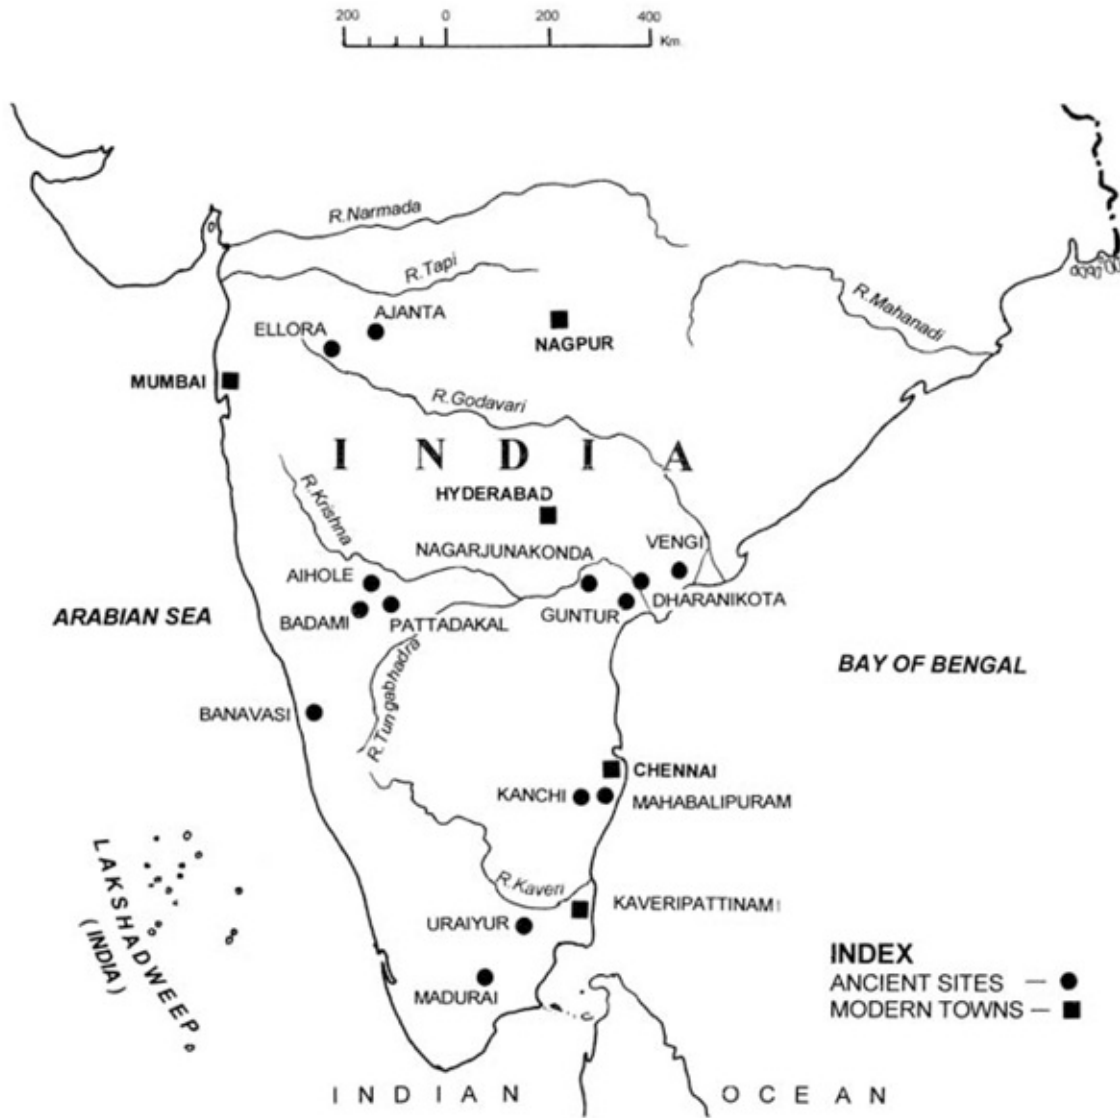 200 0 200 400
Km.
R.Narmada
R.Tapi
R.Mahanadi
AJANTA
ELLORA
NAGPUR
MUMBAI
R.Godavari
I N D I A
R.Krishna
HYDERABAD
NAGARJUNAKONDA
VENGI
AIHOLE
DHARANIKOTA
BADAMI
PATTADAKAL
GUNTUR
ARABIAN SEA
BAY OF BENGAL
R.Tungabhadra
BANAVASI
CHENNAI
KANCHI
MAHABALIPURAM
LAKSHADWEEP
(INDIA)
R.Kaveri
KAVERIPATTINAM
URAIYUR
MADURAI
INDEX
ANCIENT SITES
MODERN TOWNS
INDIAN OCEAN